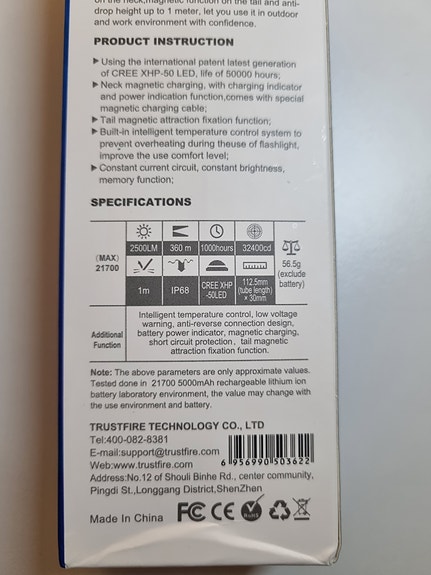 on the neck,magnetic function on the tail and anti-
drop height up to 1 meter, let you use it in outdoor
and work environment with confidence.
PRODUCT INSTRUCTION
▶Using the international patent latest generation
of CREE XHP-50 LED, life of 50000 hours;
▶Neck magnetic charging, with charging indicator
and power indication function,comes with special
magnetic charging cable;
▶Tail magnetic attraction fixation function;
▶Built-in intelligent temperature control system to
prevent overheating during theuse of flashlight,
improve the use comfort level;
▶Constant current circuit, constant brightness,
memory function;
SPECIFICATIONS
(MAX)
21700
2500LM 360 m 1000hours 32400cd
56.5g
(exclude
battery)
1m IP68 CREE XHP
-50LED 112.5mm
(tube length)
× 30mm
Additional
Function
Intelligent temperature control, low voltage
warning, anti-reverse connection design,
battery power indicator, magnetic charging,
short circuit protection, tail magnetic
attraction fixation function.
Note: The above parameters are only approximate values.
Tested done in 21700 5000mAh rechargeable lithium ion
battery laboratory environment, the value may change with
the use environment and battery.
TRUSTFIRE TECHNOLOGY CO., LTD
Tel:400-082-8381
E-mail:support@trustfire.com
Web:www.trustfire.com
6 956990 503622
Address:No.12 of Shouli Binhe Rd., center community,
Pingdi St.,Longgang District,ShenZhen
Made In China FC CE RoHS